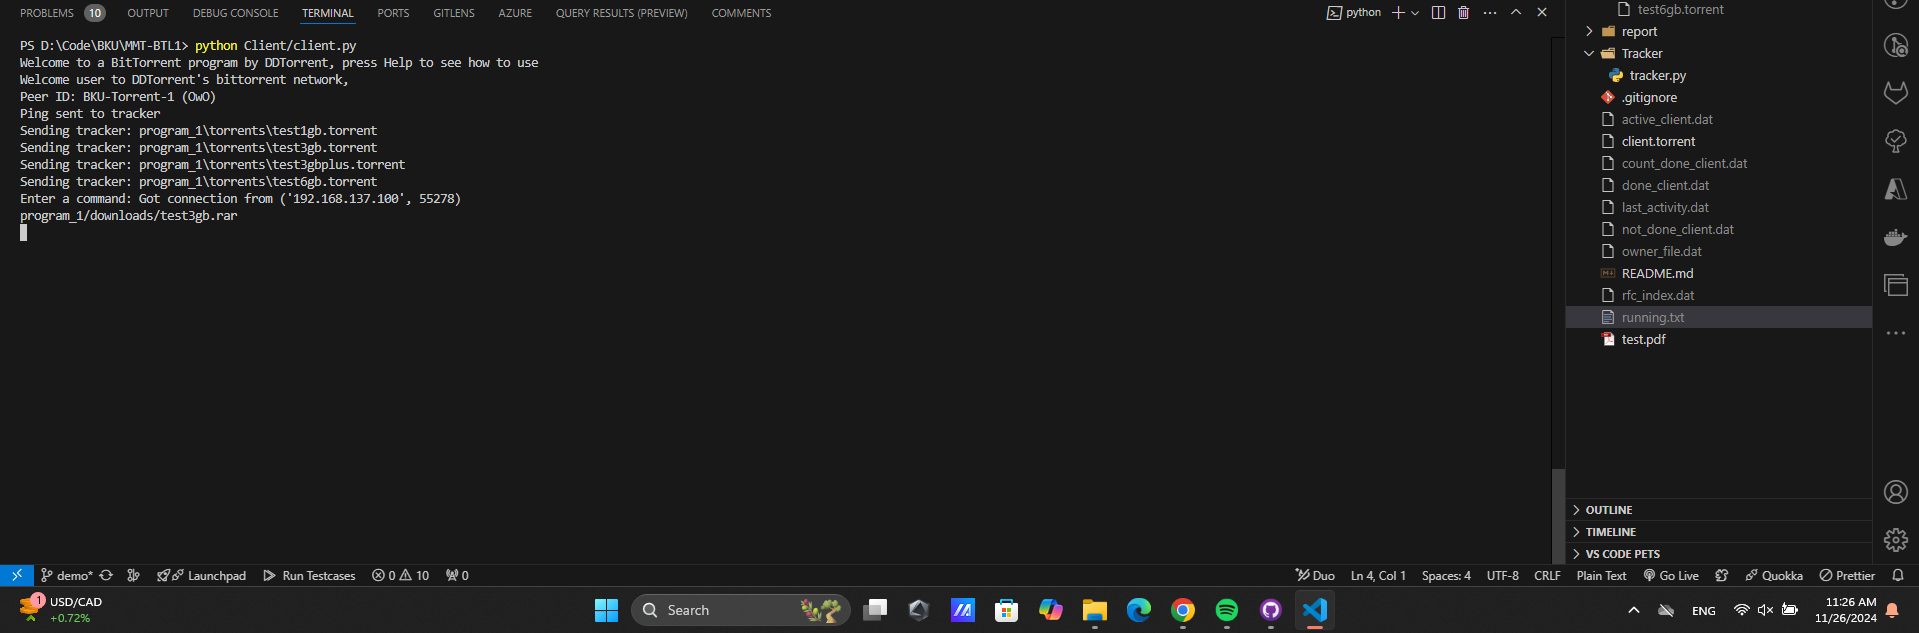 PROBLEMS 10 OUTPUT DEBUG CONSOLE TERMINAL PORTS GITLENS AZURE QUERY RESULTS (PREVIEW) COMMENTS
python
PS D:\Code\BKU\MMT-BTL1> python Client/client.py
Welcome to a BitTorrent program by DDTorrent, press Help to see how to use
Welcome user to DDTorrent's bittorrent network,
Peer ID: BKU-Torrent-1 (OwO)
Ping sent to tracker
Sending tracker: program_1\torrents\test1gb.torrent
Sending tracker: program_1\torrents\test3gb.torrent
Sending tracker: program_1\torrents\test3gbplus.torrent
Sending tracker: program_1\torrents\test6gb.torrent
Enter a command: Got connection from ('192.168.137.100', 55278)
program_1/downloads/test3gb.rar
test6gb.torrent
report
Tracker
tracker.py
.gitignore
active_client.dat
client.torrent
count_done_client.dat
done_client.dat
last_activity.dat
not_done_client.dat
owner_file.dat
README.md
rfc_index.dat
running.txt
test.pdf
OUTLINE
TIMELINE
VS CODE PETS
demo* Launchpad Run Testcases 0 10 0
Duo Ln 4, Col 1 Spaces: 4 UTF-8 CRLF Plain Text Go Live Quokka Prettier
1 USD/CAD
+0.72%
Search
ENG
11:26 AM
11/26/2024